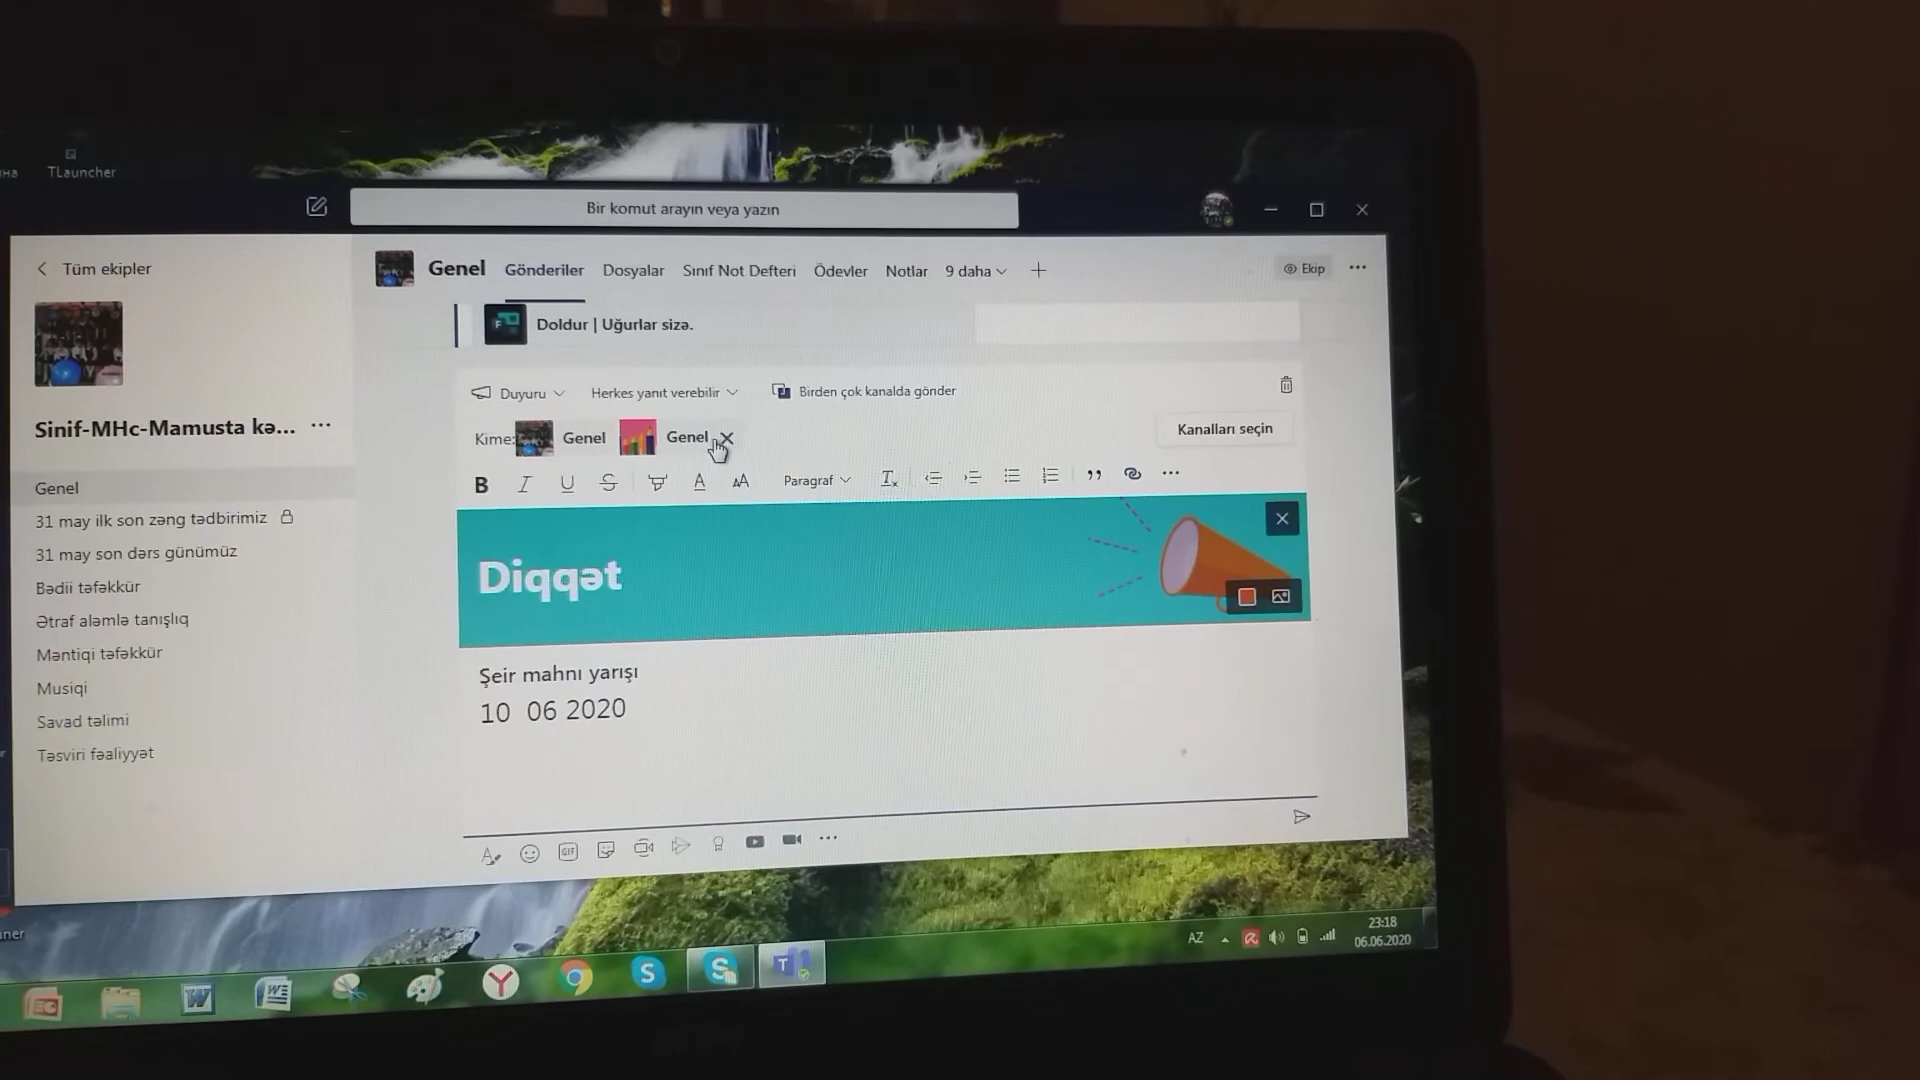 TLauncher
Bir komut arayın veya yazın
Tüm ekipler
Genel
Gönderiler
Dosyalar
Sınıf Not Defteri
Ödevler
Notlar
9 daha
Ekip
Doldur | Uğurlar sizə.
Duyuru
Herkes yanıt verebilir
Birden çok kanalda gönder
Kime:
Genel
Genel
Kanalları seçin
Sinif-MHc-Mamusta kə...
B I U S A AA Paragraf
Genel
31 may ilk son zəng tədbirimiz
31 may son dərs günümüz
Bədii təfəkkür
Ətraf aləmlə tanışlıq
Məntiqi təfəkkür
Musiqi
Savad təlimi
Təsviri fəaliyyət
Diqqət
Şeir mahnı yarışı
10 06 2020
GIF
AZ
23:18
06.06.2020